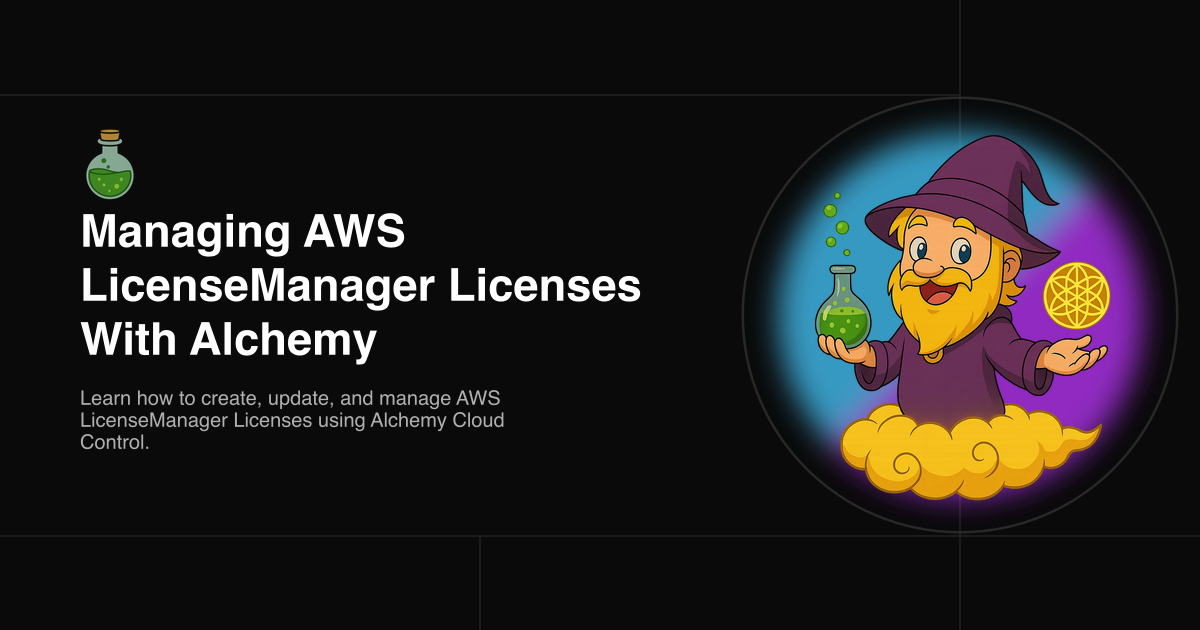 Managing AWS
LicenseManager Licenses
With Alchemy
Learn how to create, update, and manage AWS
LicenseManager Licenses using Alchemy Cloud
Control.